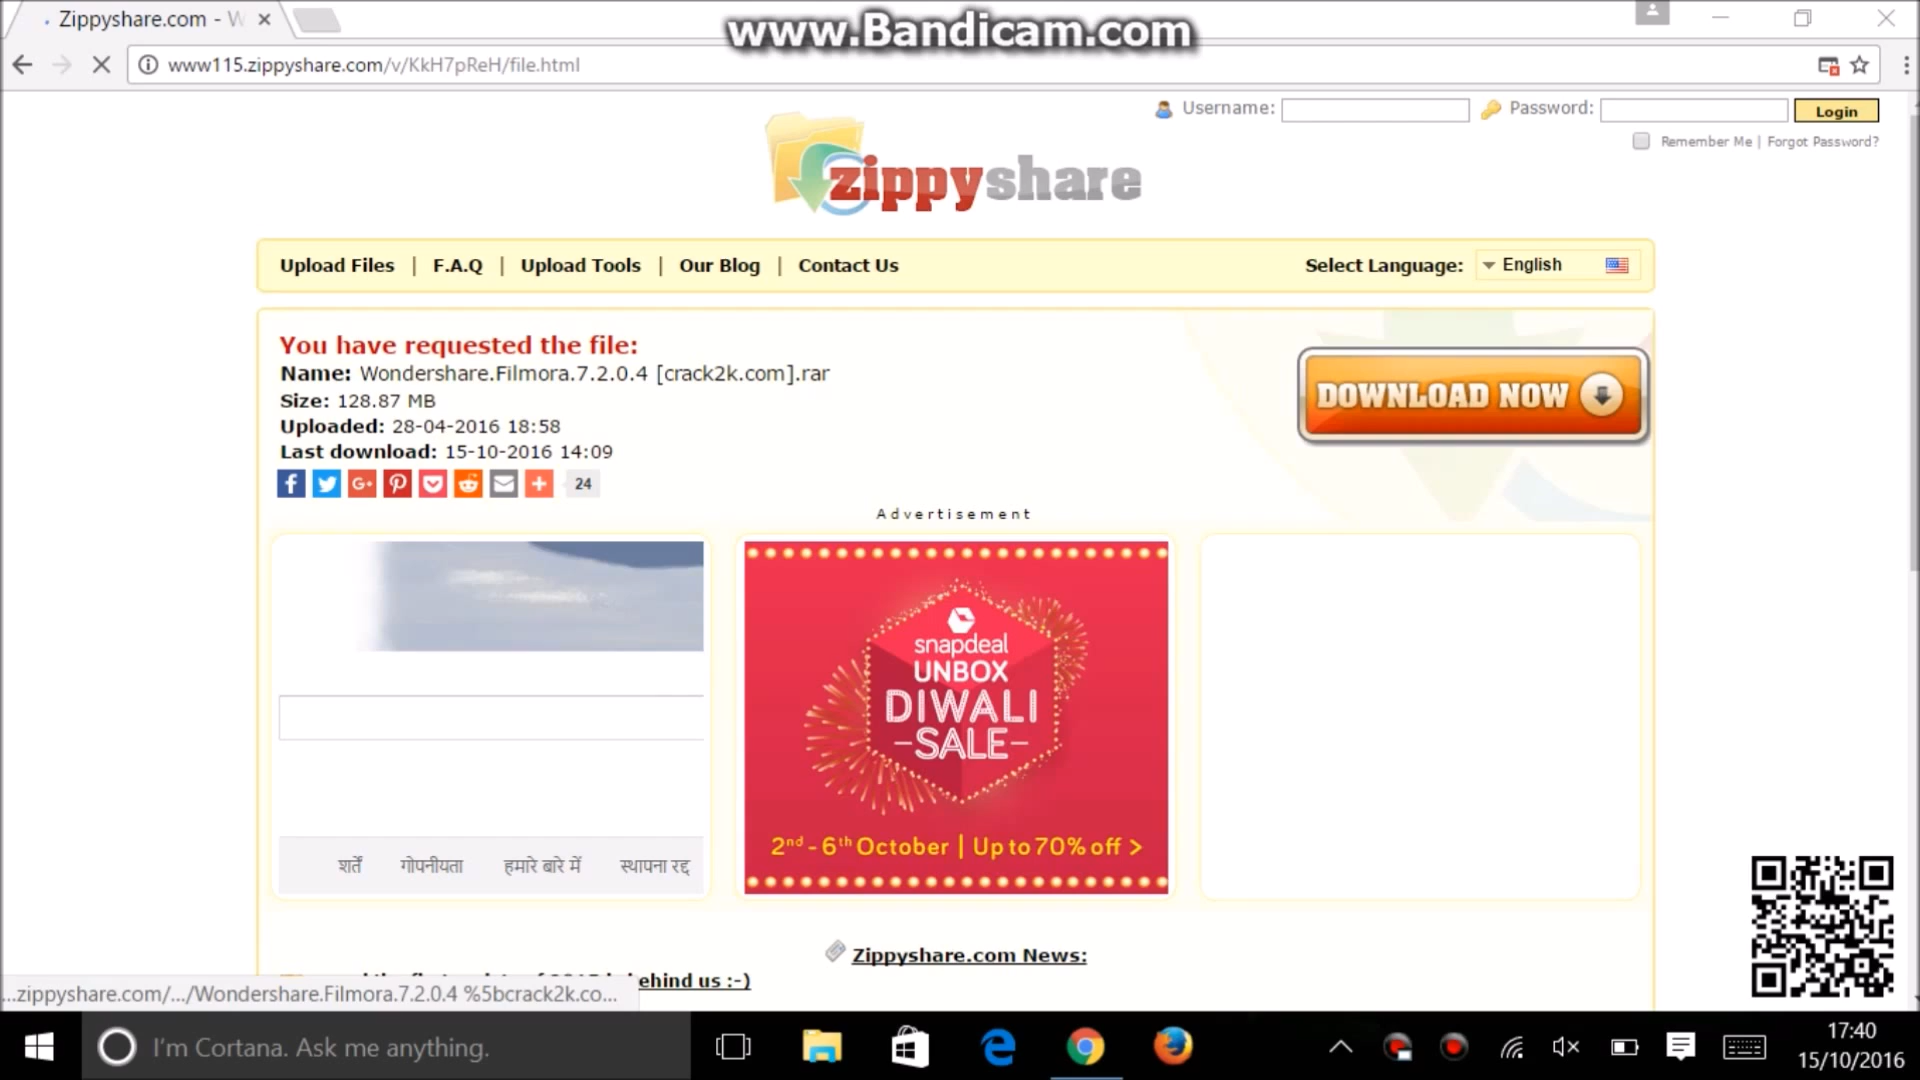 Zippyshare.com - W
www.Bandicam.com
www115.zippyshare.com/v/KkH7pReH/file.html
Username:
Password:
Login
Remember Me | Forgot Password?
zippyshare
Upload Files | F.A.Q | Upload Tools | Our Blog | Contact Us
Select Language: English
You have requested the file:
Name: Wondershare.Filmora.7.2.0.4 [crack2k.com].rar
Size: 128.87 MB
Uploaded: 28-04-2016 18:58
Last download: 15-10-2016 14:09
DOWNLOAD NOW
24
Advertisement
snapdeal
UNBOX
DIWALI
-SALE-
2nd - 6th October | Up to 70% off >
शर्तें गोपनीयता हमारे बारे में स्थापना रद्द
Zippyshare.com News:
ehind us :-)
...zippyshare.com/.../Wondershare.Filmora.7.2.0.4 %5bcrack2k.co...
I'm Cortana. Ask me anything.
17:40
15/10/2016